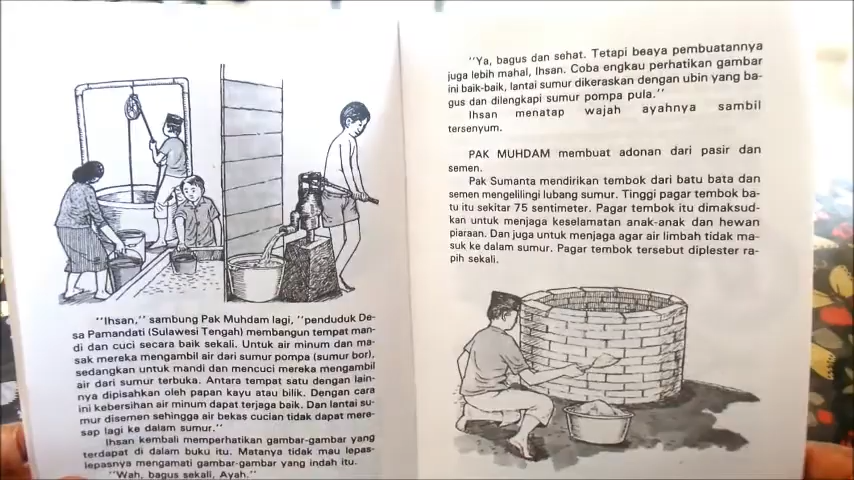 "Ihsan," sambung Pak Muhdam lagi, "penduduk De-
sa Pamandati (Sulawesi Tengah) membangun tempat man-
di dan cuci secara baik sekali. Untuk air minum dan ma-
sak mereka mengambil air dari sumur pompa (sumur bor),
sedangkan untuk mandi dan mencuci mereka mengambil
air dari sumur terbuka. Antara tempat satu dengan lain-
nya dipisahkan oleh papan kayu atau bilik. Dengan cara
ini kebersihan air minum dapat terjaga baik. Dan lantai su-
mur disemen sehingga air bekas cucian tidak dapat mere-
sap lagi ke dalam sumur."
Ihsan kembali memperhatikan gambar-gambar yang
terdapat di dalam buku itu. Matanya tidak mau lepas-
lepasnya mengamati gambar-gambar yang indah itu.
"Wah, bagus sekali, Ayah."
"Ya, bagus dan sehat. Tetapi beaya pembuatannya
juga lebih mahal, Ihsan. Coba engkau perhatikan gambar
ini baik-baik, lantai sumur dikeraskan dengan ubin yang ba-
gus dan dilengkapi sumur pompa pula."
Ihsan menatap wajah ayahnya sambil
tersenyum.
PAK MUHDAM membuat adonan dari pasir dan
semen.
Pak Sumanta mendirikan tembok dari batu bata dan
semen mengelilingi lubang sumur. Tinggi pagar tembok ba-
tu itu sekitar 75 sentimeter. Pagar tembok itu dimaksud-
kan untuk menjaga keselamatan anak-anak dan hewan
piaraan. Dan juga untuk menjaga agar air limbah tidak ma-
suk ke dalam sumur. Pagar tembok tersebut diplester ra-
pih sekali.